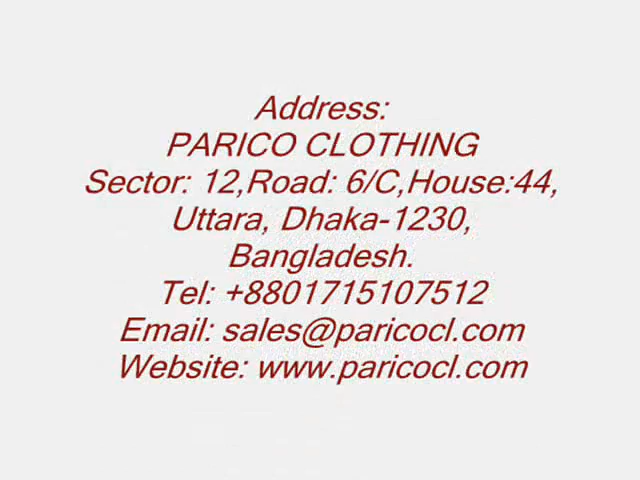 Address:
PARICO CLOTHING
Sector: 12,Road: 6/C,House:44,
Uttara, Dhaka-1230,
Bangladesh.
Tel: +8801715107512
Email: sales@paricocl.com
Website: www.paricocl.com